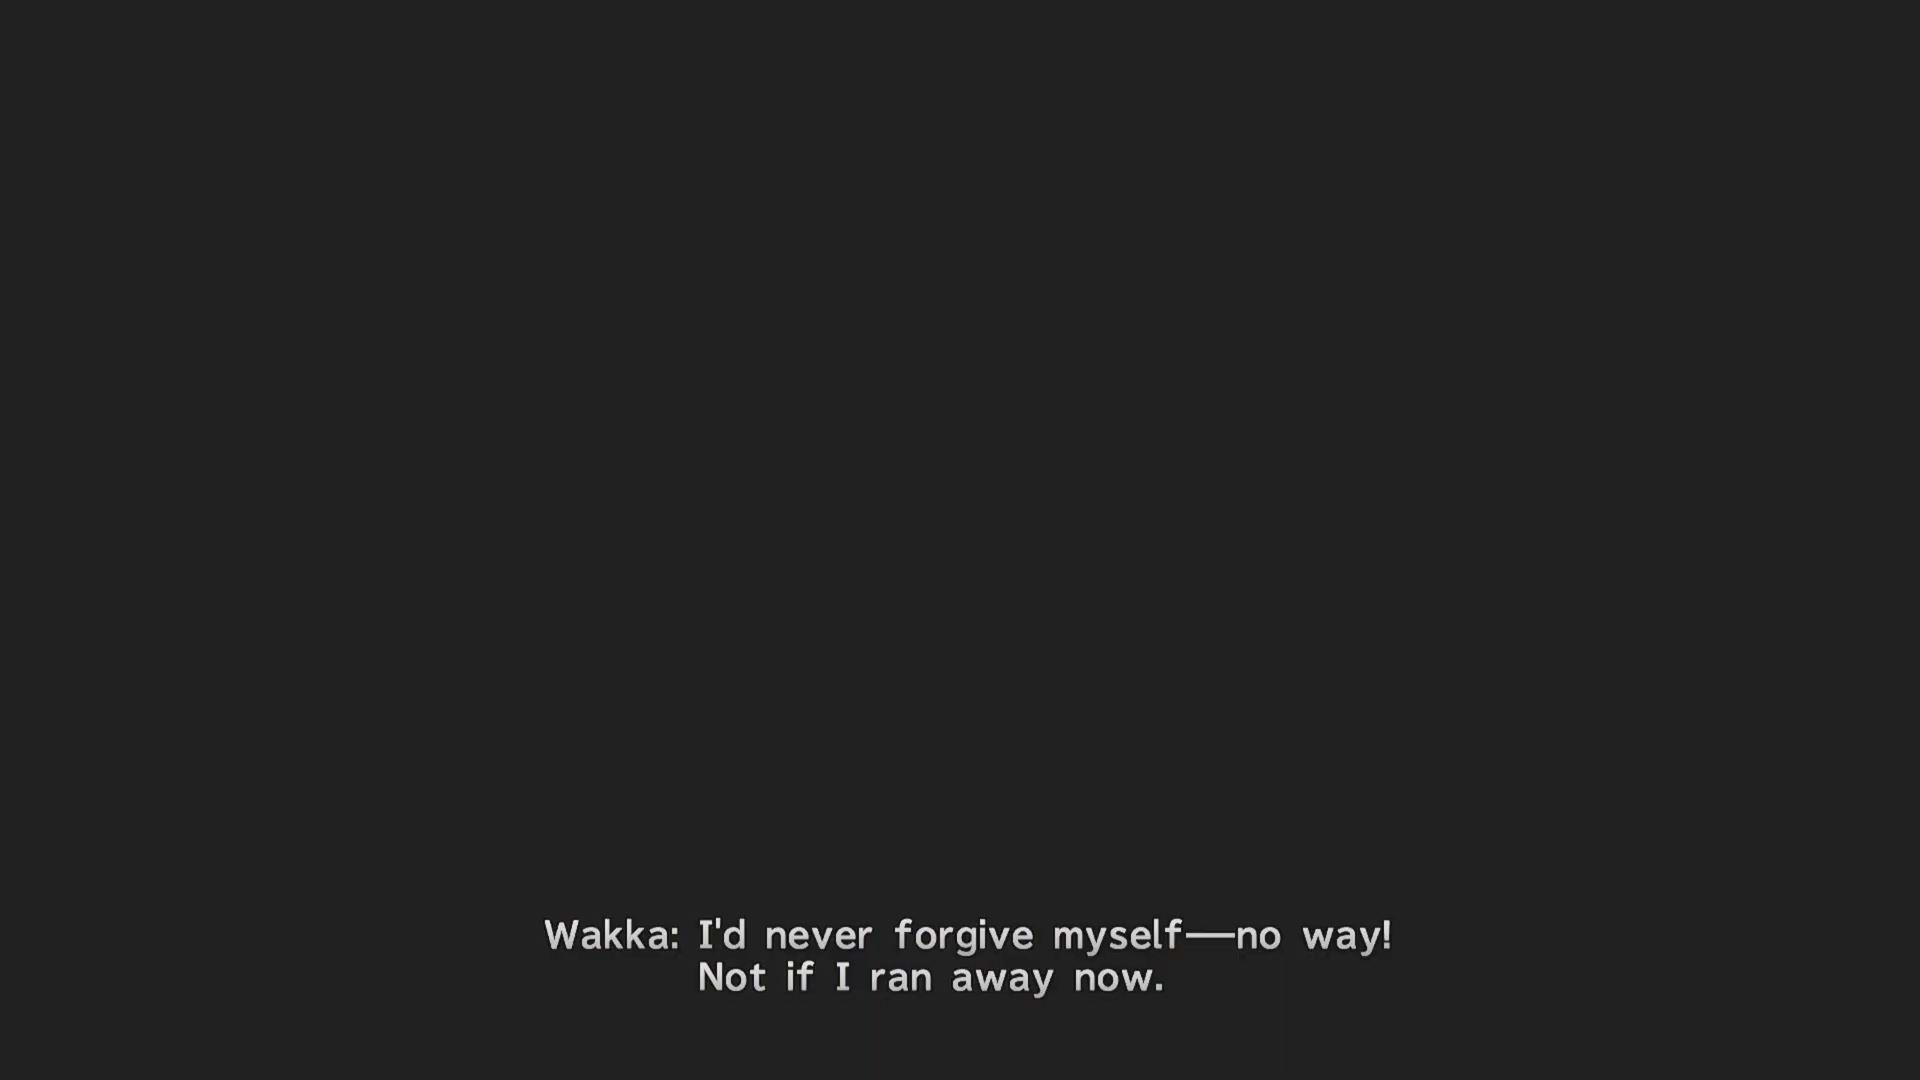 Wakka: I'd never forgive myself——no way!
Not if I ran away now.